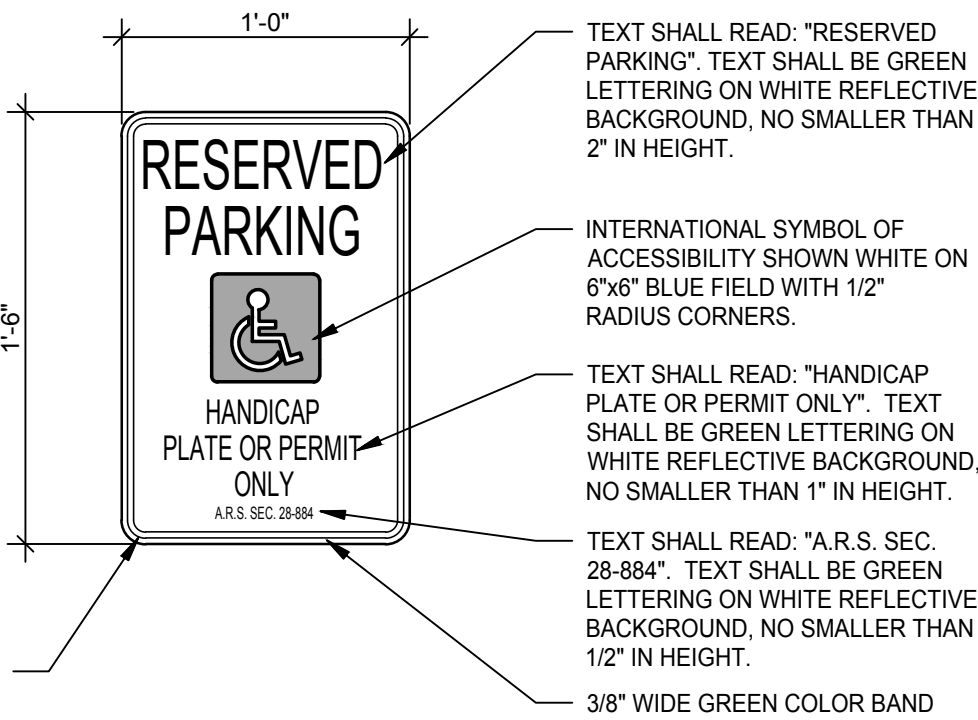 1'-0"
1'-6"
RESERVED
PARKING
HANDICAP
PLATE OR PERMIT
ONLY
A.R.S. SEC. 28-884
TEXT SHALL READ: "RESERVED
PARKING". TEXT SHALL BE GREEN
LETTERING ON WHITE REFLECTIVE
BACKGROUND, NO SMALLER THAN
2" IN HEIGHT.
INTERNATIONAL SYMBOL OF
ACCESSIBILITY SHOWN WHITE ON
6"x6" BLUE FIELD WITH 1/2"
RADIUS CORNERS.
TEXT SHALL READ: "HANDICAP
PLATE OR PERMIT ONLY". TEXT
SHALL BE GREEN LETTERING ON
WHITE REFLECTIVE BACKGROUND,
NO SMALLER THAN 1" IN HEIGHT.
TEXT SHALL READ: "A.R.S. SEC.
28-884". TEXT SHALL BE GREEN
LETTERING ON WHITE REFLECTIVE
BACKGROUND, NO SMALLER THAN
1/2" IN HEIGHT.
3/8" WIDE GREEN COLOR BAND